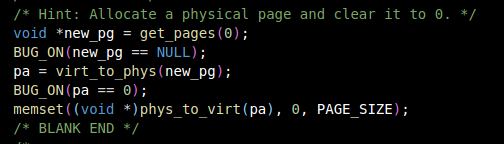 /* Hint: Allocate a physical page and clear it to 0. */
void *new_pg = get_pages(0);
BUG_ON(new_pg == NULL);
pa = virt_to_phys(new_pg);
BUG_ON(pa == 0);
memset((void *)phys_to_virt(pa), 0, PAGE_SIZE);
/* BLANK END */